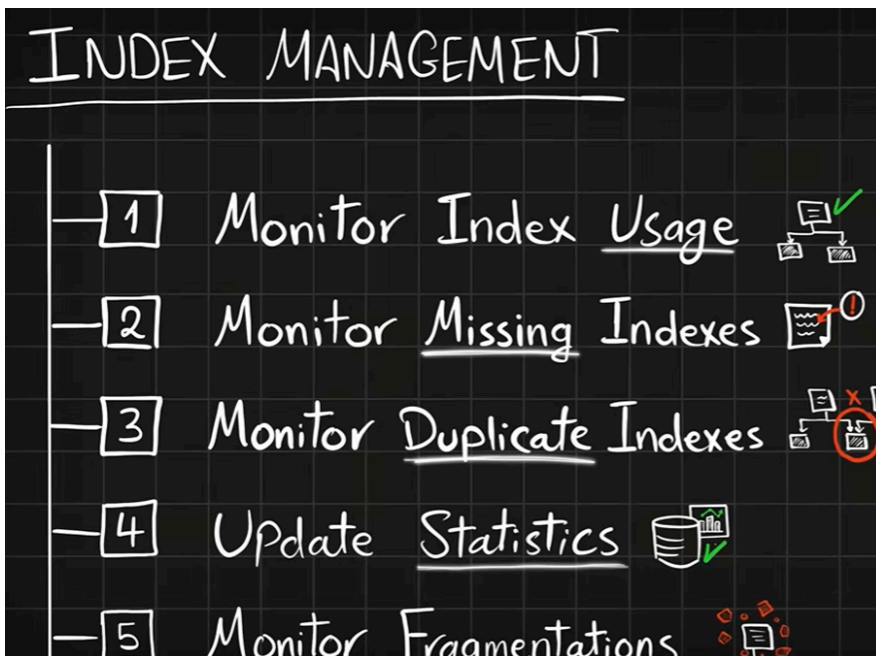 INDEX MANAGEMENT
1 Monitor Index Usage
2 Monitor Missing Indexes
3 Monitor Duplicate Indexes
4 Update Statistics
5 Monitor Fragmentations